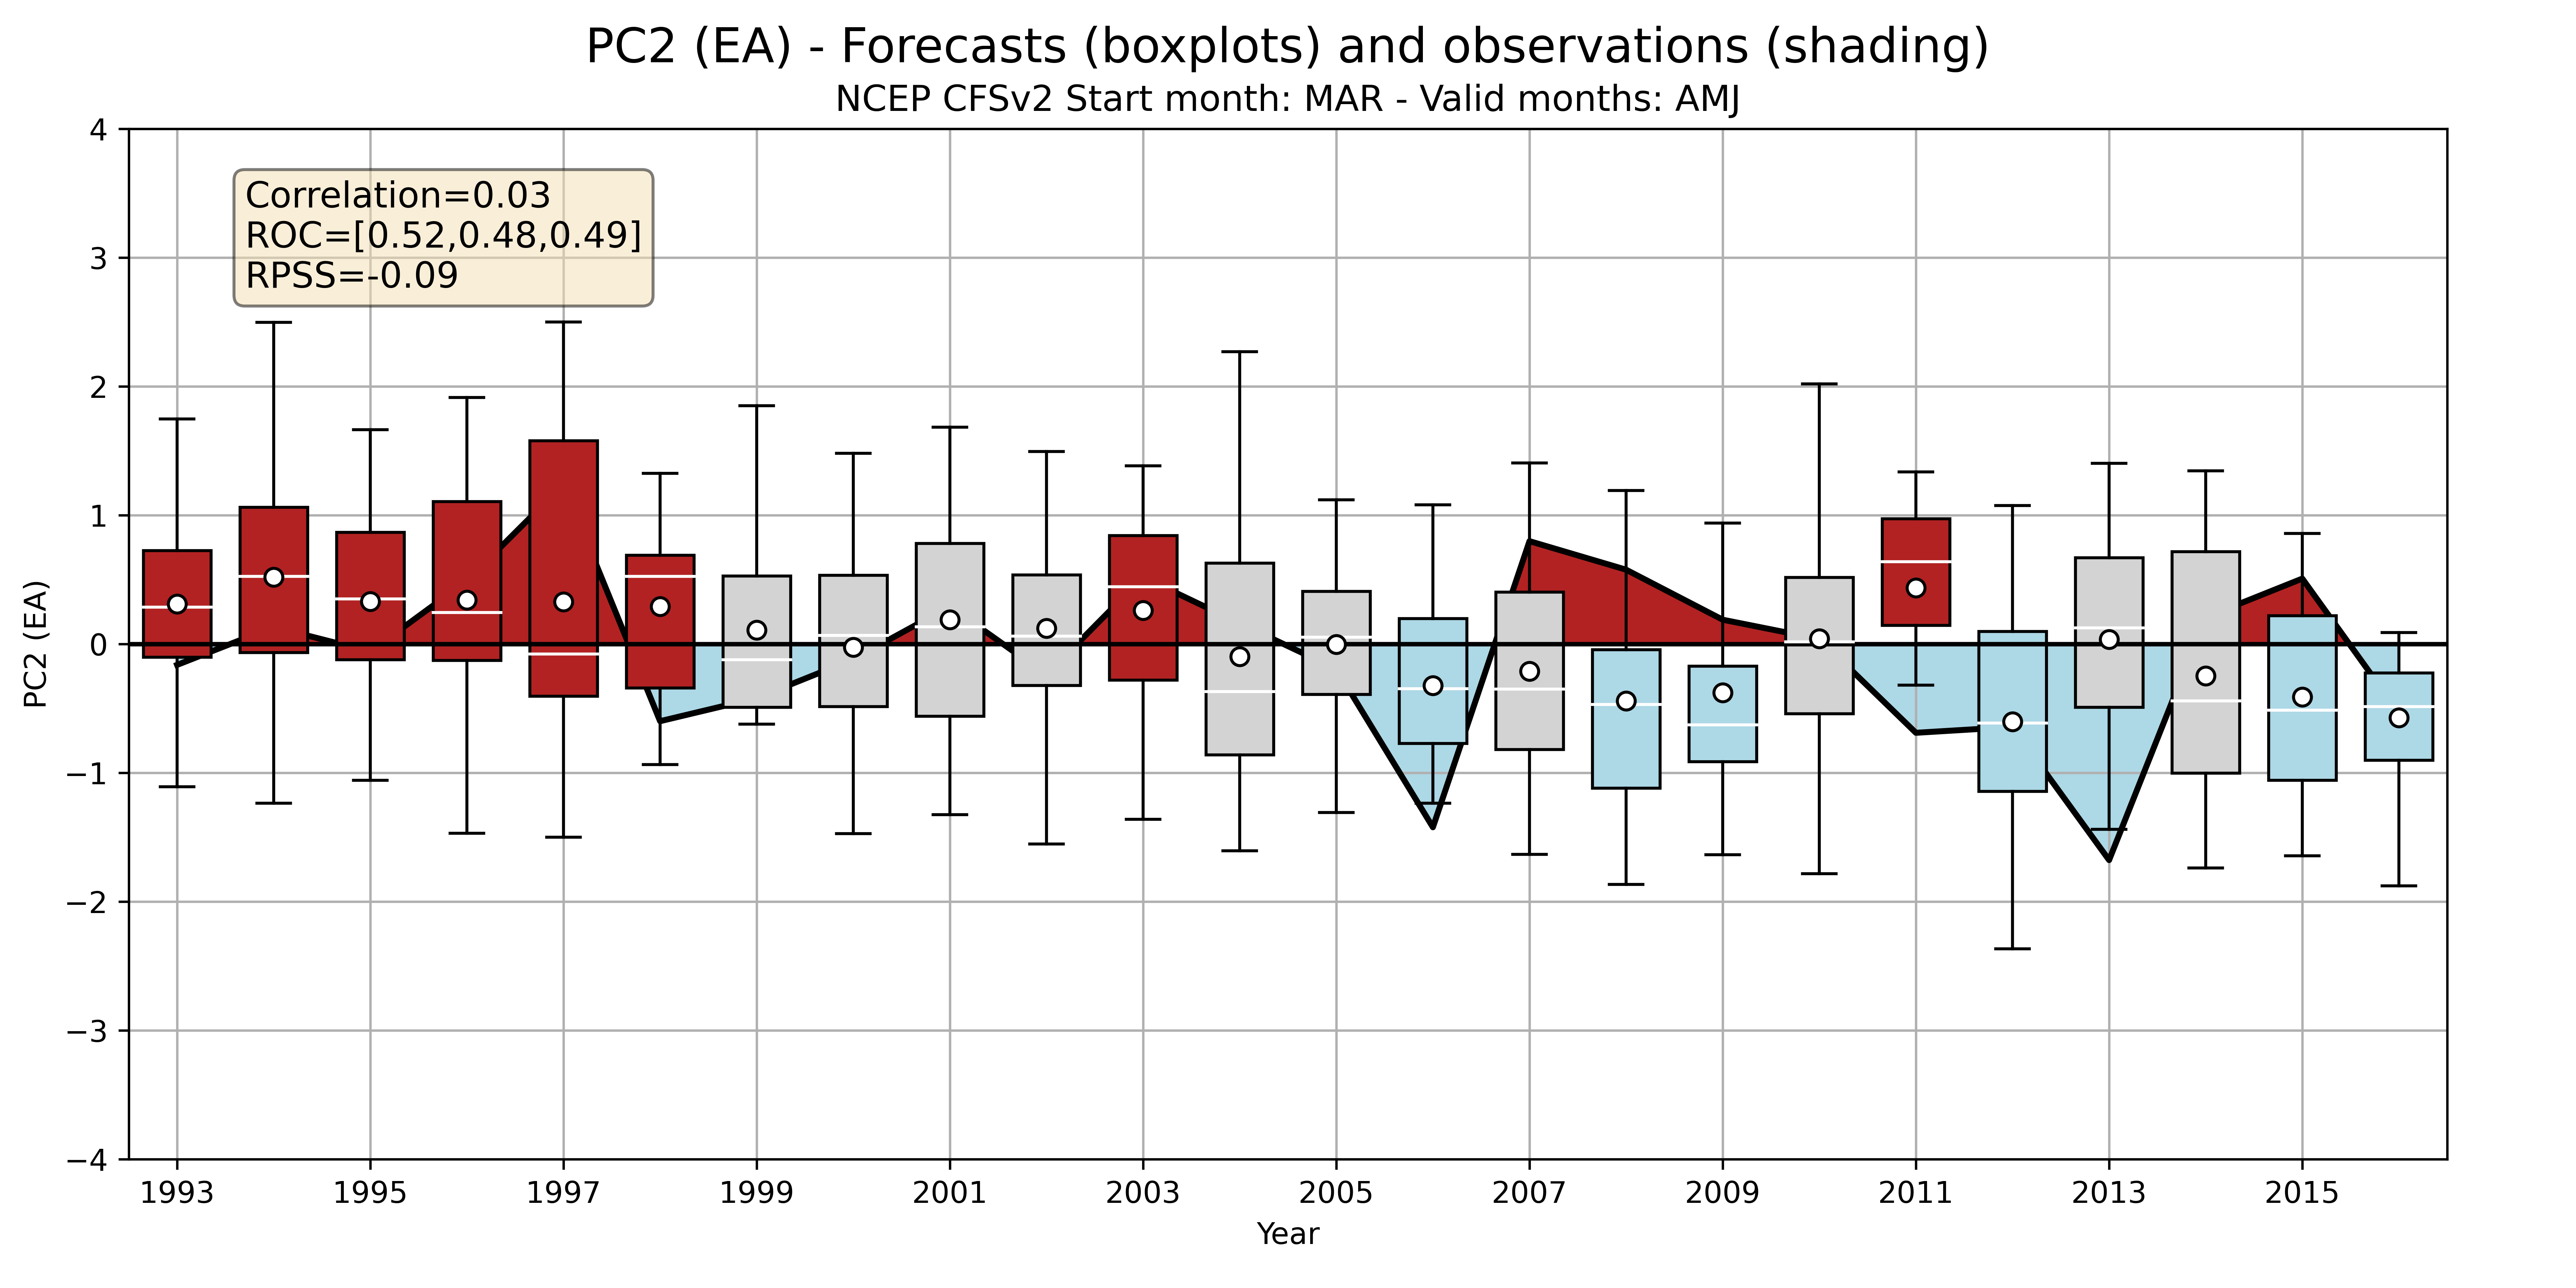 PC2 (EA) - Forecasts (boxplots) and observations (shading)
NCEP CFSv2 Start month: MAR - Valid months: AMJ
Correlation=0.03
ROC=[0.52,0.48,0.49]
RPSS=-0.09
PC2 (EA)
4
3
2
1
0
−1
−2
−3
−4
1993 1995 1997 1999 2001 2003 2005 2007 2009 2011 2013 2015
Year